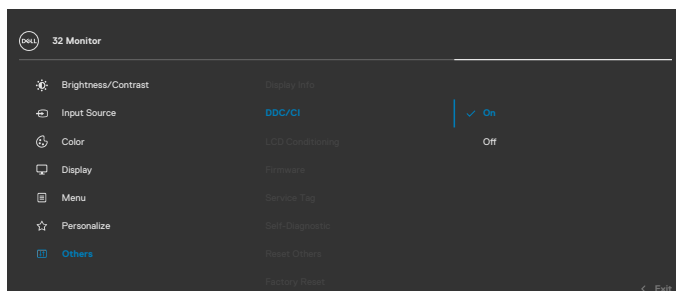 DELL
32 Monitor
Brightness/Contrast
Display Info
Input Source
DDC/CI
On
Color
LCD Conditioning
Off
Display
Firmware
Menu
Service Tag
Personalize
Self-Diagnostic
Others
Reset Others
Factory Reset
Exit